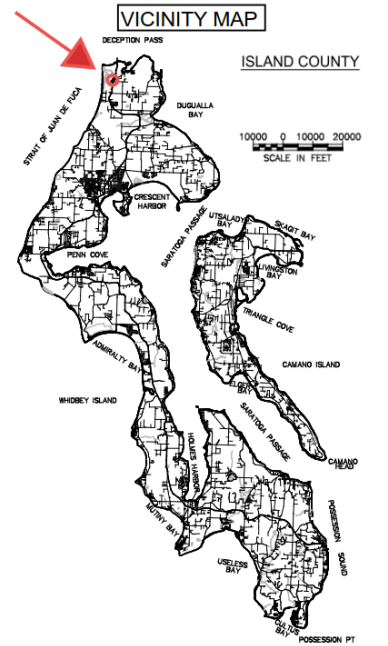 VICINITY MAP
DECEPTION PASS
ISLAND COUNTY
STRAIT OF JUAN DE FUCA
DUGUALLA
BAY
10000 0 10000 20000
SCALE IN FEET
CRESCENT
HARBOR
SARATOGA PASSAGE
UTSALADY
BAY
SKAGIT BAY
PENN COVE
LIVINGSTON
BAY
TRIANGLE COVE
ADMIRALTY BAY
CAMANO ISLAND
ELGER
BAY
WHIDBEY ISLAND
SARATOGA PASSAGE
HOLMES HARBOR
CAMANO
HEAD
MUTINY BAY
POSSESSION SOUND
USELESS
BAY
CULTUS
BAY
POSSESSION PT